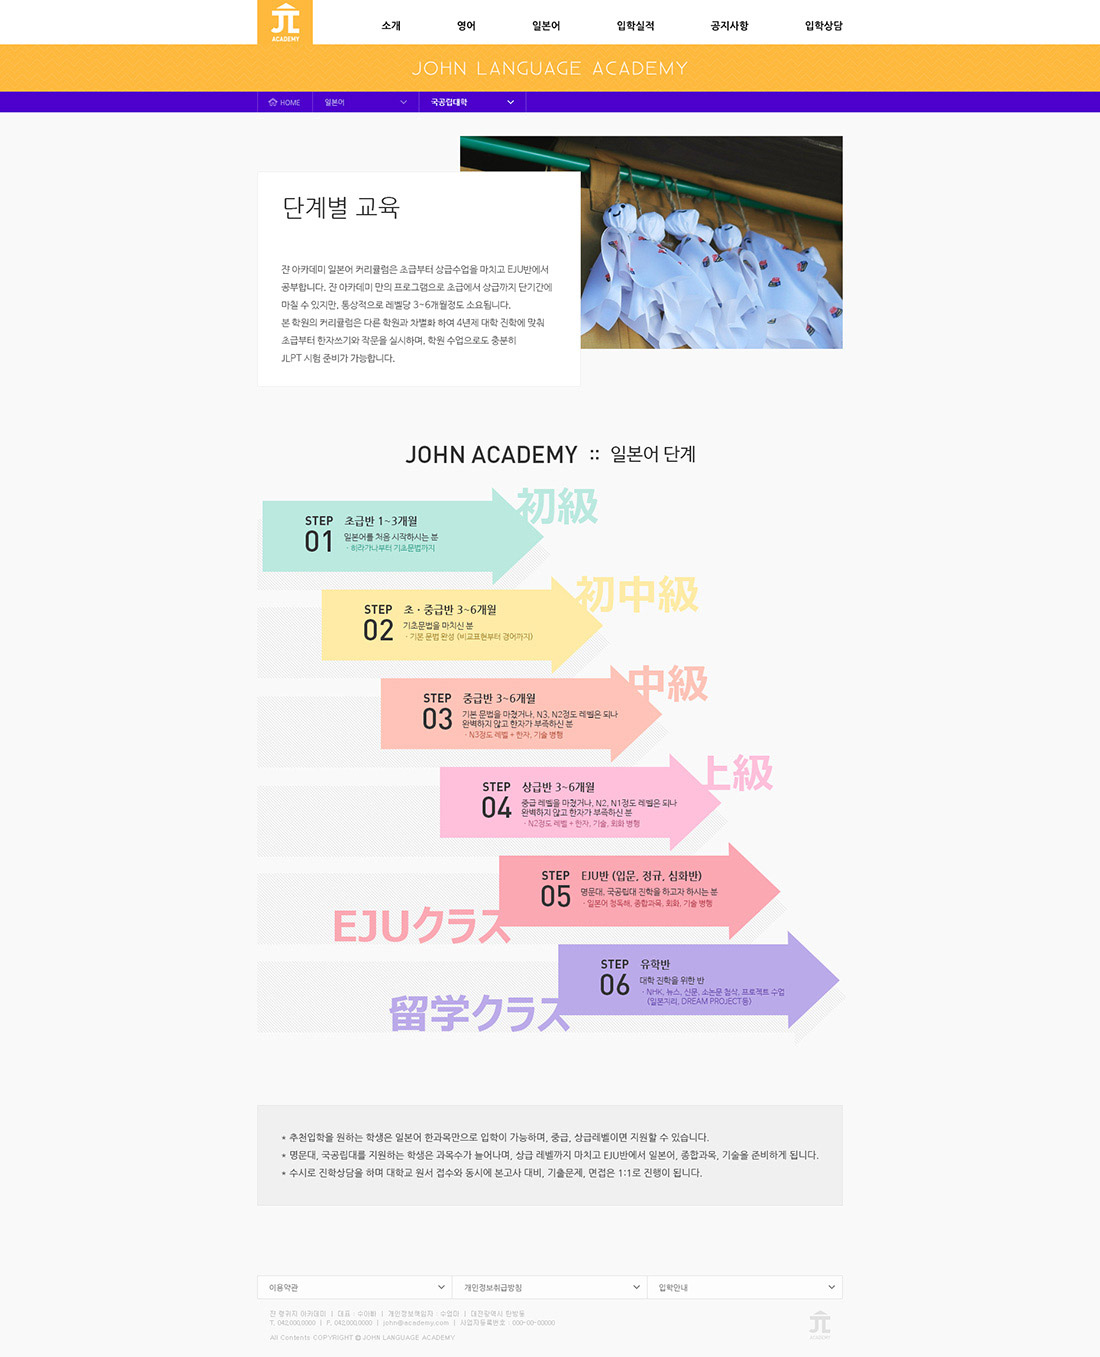 ACADEMY
소개 영어 일본어 입학실적 공지사항 입학상담
JOHN LANGUAGE ACADEMY
HOME 일본어 국공립대학
단계별 교육
쟌 아카데미 일본어 커리큘럼은 초급부터 상급수업을 마치고 EJU반에서
공부합니다. 쟌 아카데미 만의 프로그램으로 초급에서 상급까지 단기간에
마칠 수 있지만, 통상적으로 레벨당 3~6개월정도 소요됩니다.
본 학원의 커리큘럼은 다른 학원과 차별화 하여 4년제 대학 진학에 맞춰
초급부터 한자쓰기와 작문을 실시하며, 학원 수업으로도 충분히
JLPT 시험 준비가 가능합니다.
JOHN ACADEMY :: 일본어 단계
初級
STEP 01
초급반 1~3개월
일본어를 처음 시작하시는 분
· 히라가나부터 기초문법까지
初中級
STEP 02
초·중급반 3~6개월
기초문법을 마치신 분
· 기본 문법 완성 (비교표현부터 경어까지)
中級
STEP 03
중급반 3~6개월
기본 문법을 마쳤거나, N3, N2정도 레벨은 되나
완벽하지 않고 한자가 부족하신 분
· N3정도 레벨 + 한자, 기술 병행
上級
STEP 04
상급반 3~6개월
중급 레벨을 마쳤거나, N2, N1정도 레벨은 되나
완벽하지 않고 한자가 부족하신 분
· N2정도 레벨 + 한자, 기술, 회화 병행
EJUクラス
STEP 05
EJU반 (입문, 정규, 심화반)
명문대, 국공립대 진학을 하고자 하시는 분
· 일본어 청독해, 종합과목, 회화, 기술 병행
留学クラス
STEP 06
유학반
대학 진학을 위한 반
· NHK, 뉴스, 신문, 소논문 첨삭, 프로젝트 수업
(일본지리, DREAM PROJECT등)
* 추천입학을 원하는 학생은 일본어 한과목만으로 입학이 가능하며, 중급, 상급레벨이면 지원할 수 있습니다.
* 명문대, 국공립대를 지원하는 학생은 과목수가 늘어나며, 상급 레벨까지 마치고 EJU반에서 일본어, 종합과목, 기술을 준비하게 됩니다.
* 수시로 진학상담을 하며 대학교 원서 접수와 동시에 본고사 대비, 기출문제, 면접은 1:1로 진행이 됩니다.
이용약관 개인정보취급방침 입학안내
쟌 랭귀지 아카데미 | 대표 : 수이버 | 개인정보책임자 : 수엄마 | 대전광역시 탄방동
T. 042.000.0000 | F. 042.000.0000 | john@academy.com | 사업자등록번호 : 000-00-00000
All Contents COPYRIGHT © JOHN LANGUAGE ACADEMY
ACADEMY